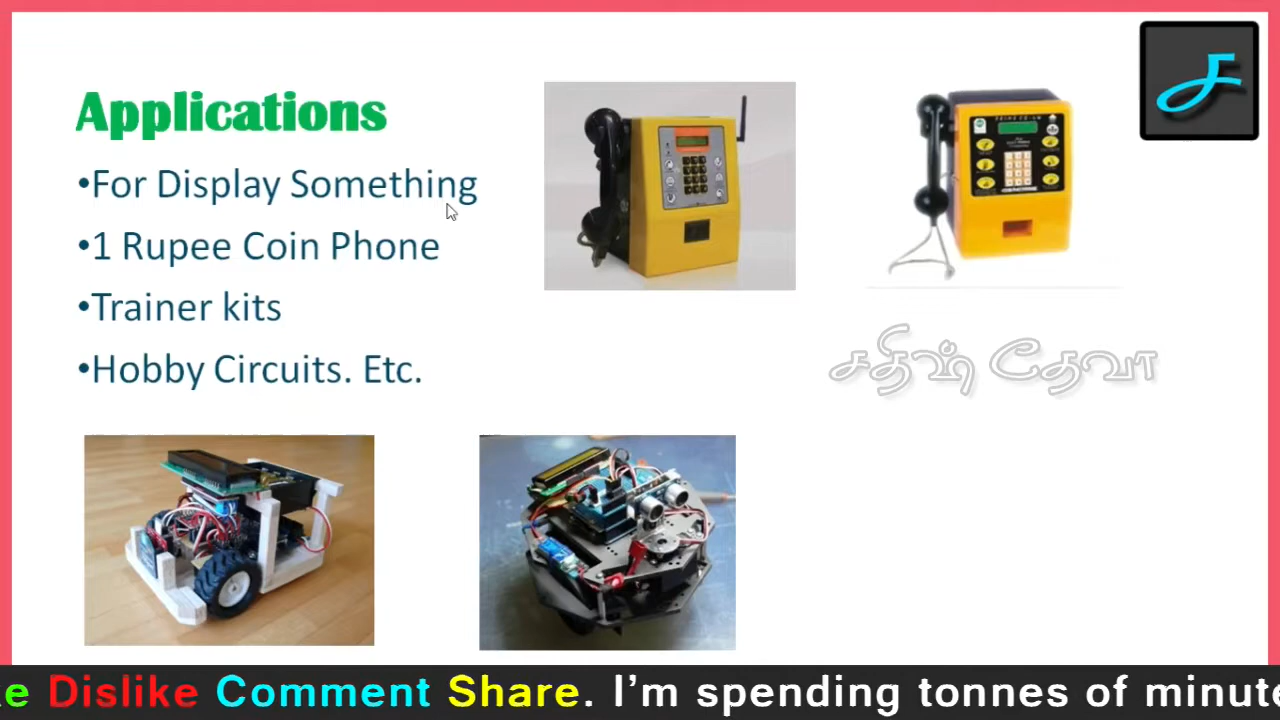 Applications
•For Display Something
•1 Rupee Coin Phone
•Trainer kits
•Hobby Circuits. Etc.
சதிஷ் தேவா
e Dislike Comment Share. I’m spending tonnes of minute